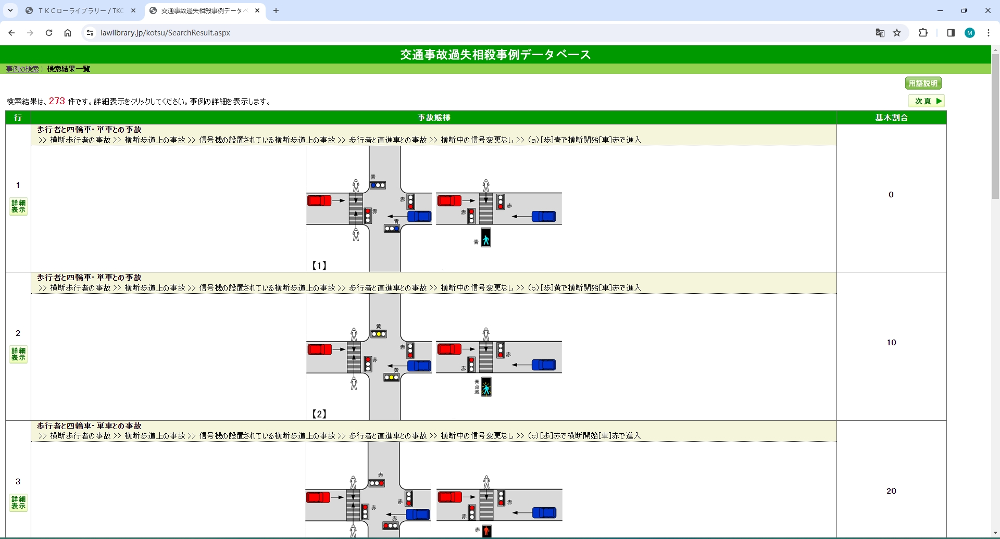 ＴＫＣローライブラリー / TKC
交通事故過失相殺事例データベ
lawlibrary.jp/kotsu/SearchResult.aspx
M
交通事故過失相殺事例データベース
事例の検索 > 検索結果一覧
用語説明
検索結果は、273 件です。詳細表示をクリックしてください。事例の詳細を表示します。
次頁 ▶
行 事故態様 基本割合
歩行者と四輪車・単車との事故
>> 横断歩行者の事故 >> 横断歩道上の事故 >> 信号機の設置されている横断歩道上の事故 >> 歩行者と直進車との事故 >> 横断中の信号変更なし >> (a)[歩]青で横断開始[車]赤で進入
1
詳細
表示
青
赤
赤
青
赤
赤
青
【1】
0
歩行者と四輪車・単車との事故
>> 横断歩行者の事故 >> 横断歩道上の事故 >> 信号機の設置されている横断歩道上の事故 >> 歩行者と直進車との事故 >> 横断中の信号変更なし >> (b)[歩]黄で横断開始[車]赤で進入
2
詳細
表示
黄
赤
赤
黄
赤
赤
青点滅
【2】
10
歩行者と四輪車・単車との事故
>> 横断歩行者の事故 >> 横断歩道上の事故 >> 信号機の設置されている横断歩道上の事故 >> 歩行者と直進車との事故 >> 横断中の信号変更なし >> (c)[歩]赤で横断開始[車]赤で進入
3
詳細
表示
赤
赤
赤
赤
赤
赤
赤
20